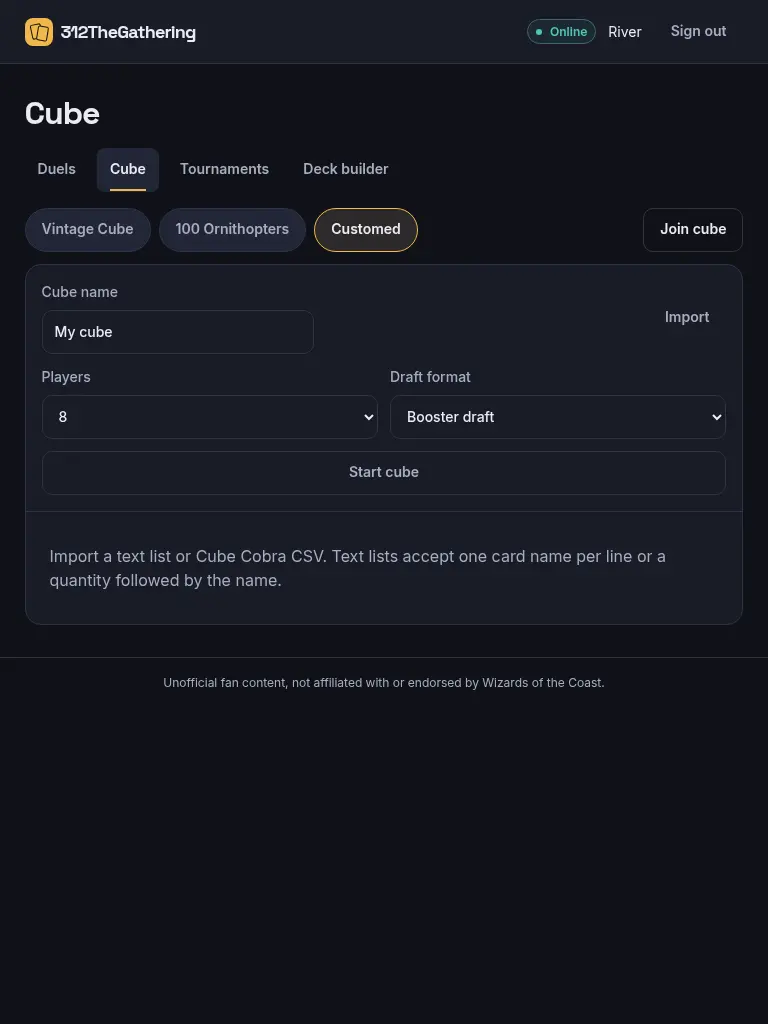 312TheGathering
Online
River
Sign out
Cube
Duels
Cube
Tournaments
Deck builder
Vintage Cube
100 Ornithopters
Customed
Join cube
Cube name
My cube
Import
Players
Draft format
8
Booster draft
Start cube
Import a text list or Cube Cobra CSV. Text lists accept one card name per line or a
quantity followed by the name.
Unofficial fan content, not affiliated with or endorsed by Wizards of the Coast.